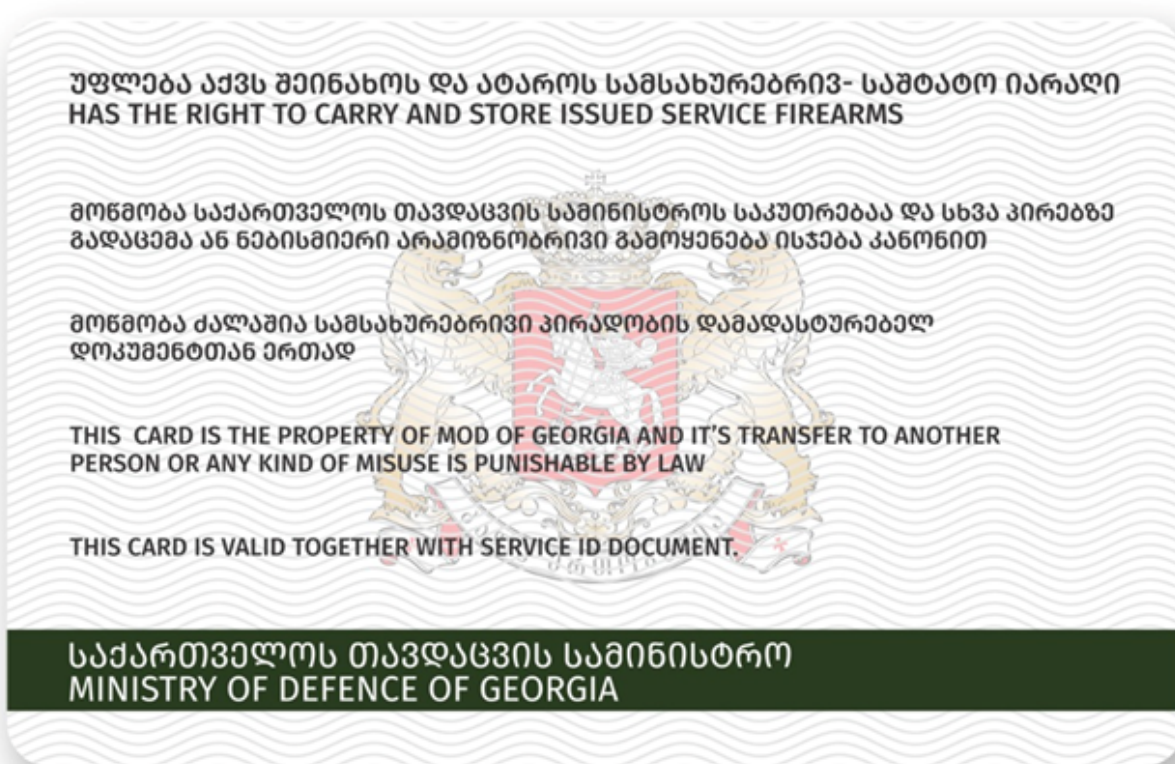 ᲣᲤᲚᲔᲑᲐ ᲐᲥᲕᲡ ᲨᲔᲘᲜᲐᲮᲝᲡ ᲓᲐ ᲐᲢᲐᲠᲝᲡ ᲡᲐᲛᲡᲐᲮᲣᲠᲔᲑᲠᲘᲕ- ᲡᲐᲨᲢᲐᲢᲝ ᲘᲐᲠᲐᲦᲘ
HAS THE RIGHT TO CARRY AND STORE ISSUED SERVICE FIREARMS
ᲛᲝᲬᲛᲝᲑᲐ ᲡᲐᲥᲐᲠᲗᲕᲔᲚᲝᲡ ᲗᲐᲕᲓᲐᲪᲕᲘᲡ ᲡᲐᲛᲘᲜᲘᲡᲢᲠᲝᲡ ᲡᲐᲙᲣᲗᲠᲔᲑᲐᲐ ᲓᲐ ᲡᲮᲕᲐ ᲞᲘᲠᲔᲑᲖᲔ
ᲒᲐᲓᲐᲪᲔᲛᲐ ᲐᲜ ᲜᲔᲑᲘᲡᲛᲘᲔᲠᲘ ᲐᲠᲐᲛᲘᲖᲜᲝᲑᲠᲘᲕᲘ ᲒᲐᲛᲝᲧᲔᲜᲔᲑᲐ ᲘᲡᲯᲔᲑᲐ ᲙᲐᲜᲝᲜᲘᲗ
ᲛᲝᲬᲛᲝᲑᲐ ᲫᲐᲚᲐᲨᲘᲐ ᲡᲐᲛᲡᲐᲮᲣᲠᲔᲑᲠᲘᲕᲘ ᲞᲘᲠᲐᲓᲝᲑᲘᲡ ᲓᲐᲛᲐᲓᲐᲡᲢᲣᲠᲔᲑᲔᲚ
ᲓᲝᲙᲣᲛᲔᲜᲢᲗᲐᲜ ᲔᲠᲗᲐᲓ
THIS CARD IS THE PROPERTY OF MOD OF GEORGIA AND IT'S TRANSFER TO ANOTHER
PERSON OR ANY KIND OF MISUSE IS PUNISHABLE BY LAW
THIS CARD IS VALID TOGETHER WITH SERVICE ID DOCUMENT.
ᲡᲐᲥᲐᲠᲗᲕᲔᲚᲝᲡ ᲗᲐᲕᲓᲐᲪᲕᲘᲡ ᲡᲐᲛᲘᲜᲘᲡᲢᲠᲝ
MINISTRY OF DEFENCE OF GEORGIA